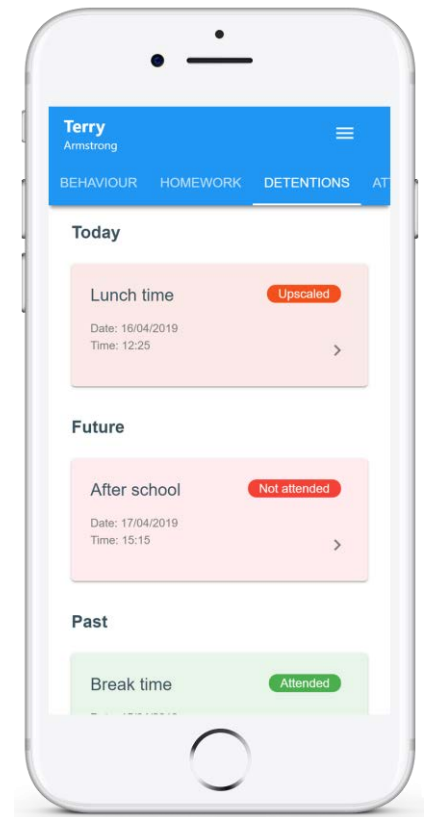 Terry
Armstrong
BEHAVIOUR HOMEWORK DETENTIONS AT
Today
Lunch time Upscaled
Date: 16/04/2019
Time: 12:25
Future
After school Not attended
Date: 17/04/2019
Time: 15:15
Past
Break time Attended